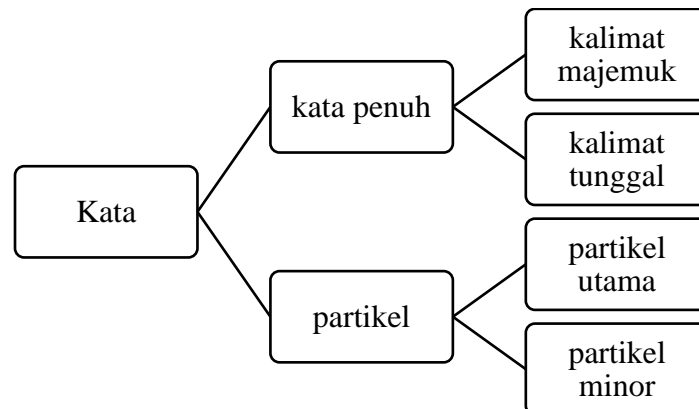 Kata
kata penuh
kalimat
majemuk
kalimat
tunggal
partikel
partikel
utama
partikel
minor